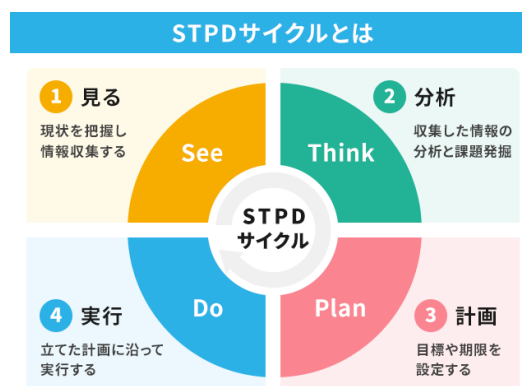 STPDサイクルとは
1 見る
現状を把握し
情報収集する
See
2 分析
収集した情報の
分析と課題発掘
Think
STPD
サイクル
4 実行
立てた計画に沿って
実行する
Do
3 計画
目標や期限を
設定する
Plan